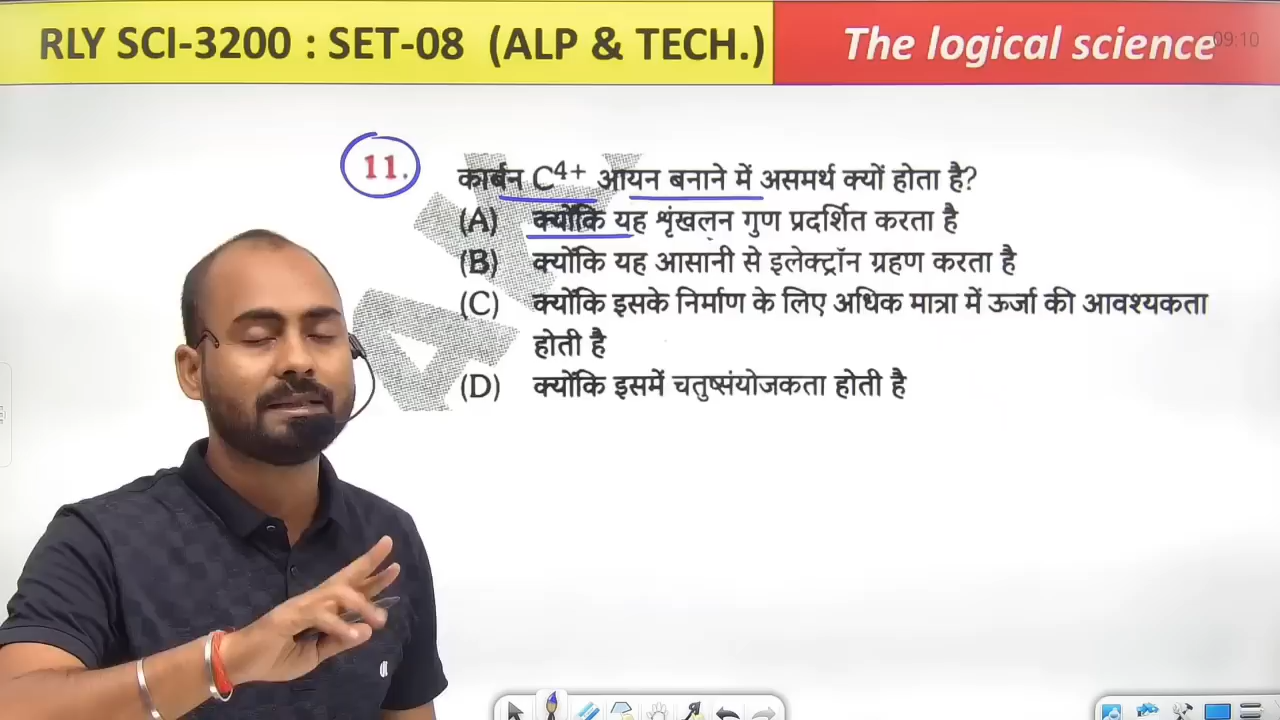 RLY SCI-3200 : SET-08 (ALP & TECH.)
The logical science
09:10
11. कार्बन C⁴⁺ आयन बनाने में असमर्थ क्यों होता है?
(A) क्योंकि यह शृंखलन गुण प्रदर्शित करता है
(B) क्योंकि यह आसानी से इलेक्ट्रॉन ग्रहण करता है
(C) क्योंकि इसके निर्माण के लिए अधिक मात्रा में ऊर्जा की आवश्यकता
होती है
(D) क्योंकि इसमें चतुष्संयोजकता होती है